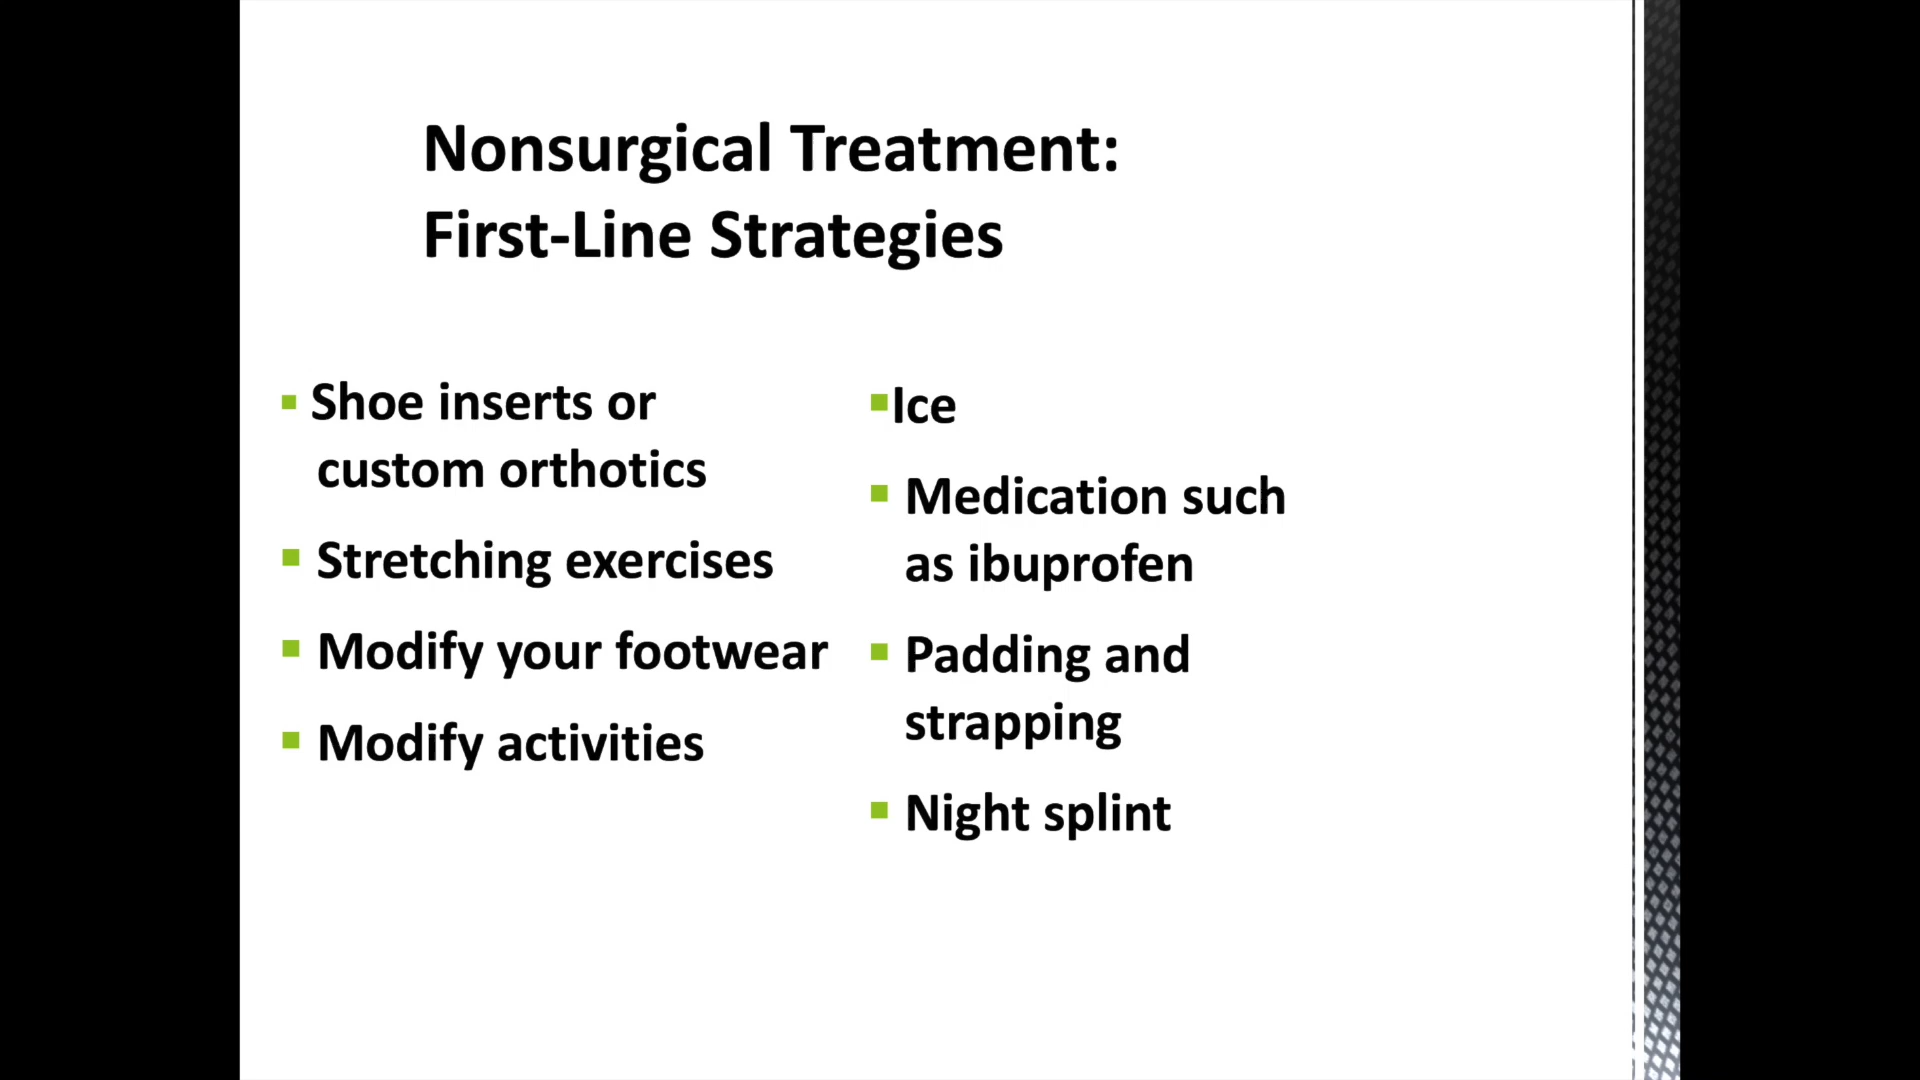 Nonsurgical Treatment:
First-Line Strategies
Shoe inserts or
custom orthotics
Stretching exercises
Modify your footwear
Modify activities
Ice
Medication such
as ibuprofen
Padding and
strapping
Night splint